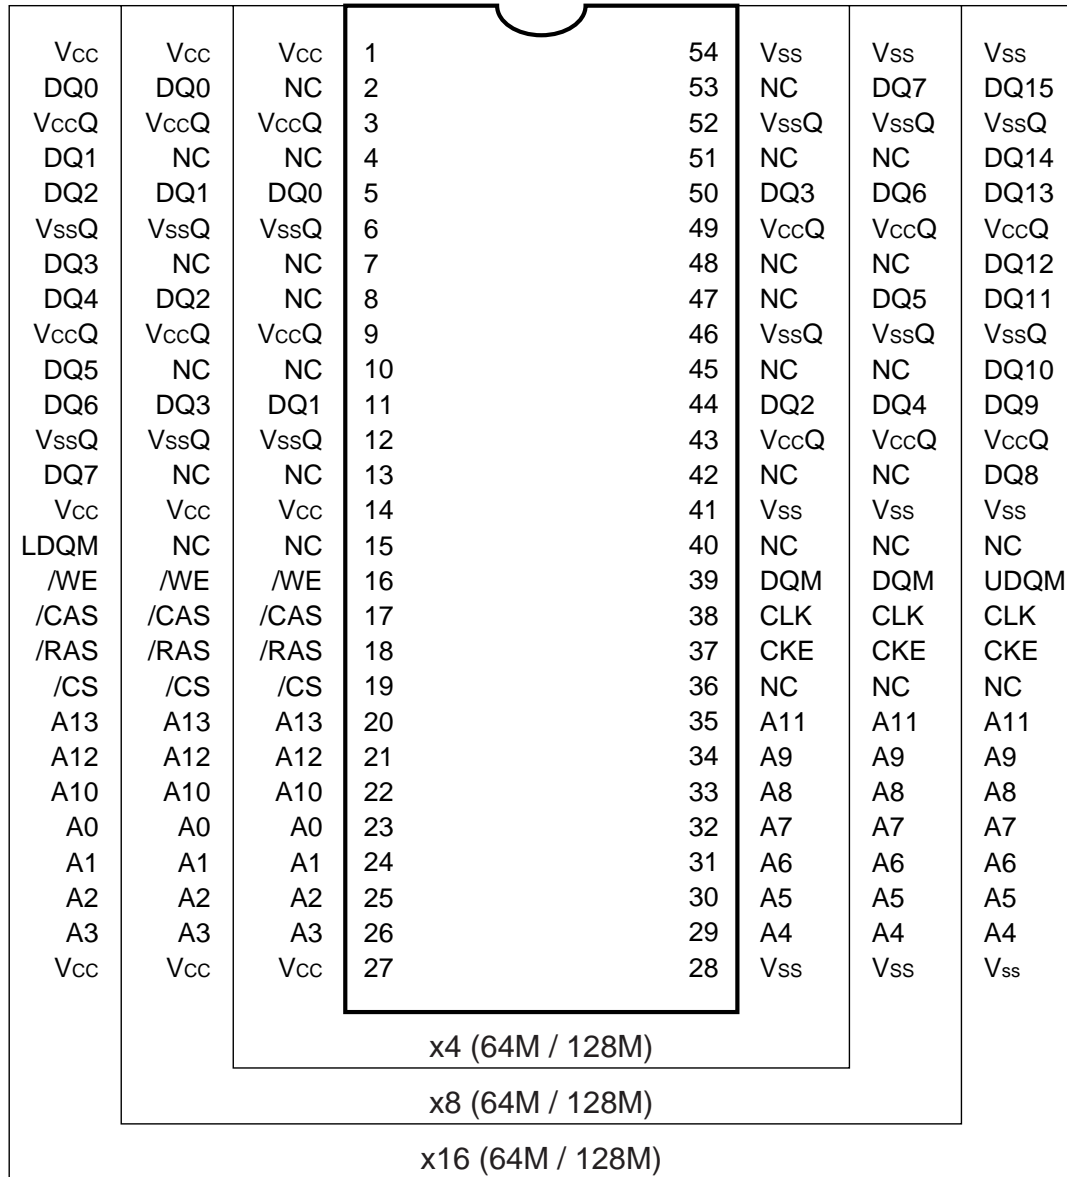 Vcc Vcc Vcc 1 54 Vss Vss Vss
DQ0 DQ0 NC 2 53 NC DQ7 DQ15
VccQ VccQ VccQ 3 52 VssQ VssQ VssQ
DQ1 NC NC 4 51 NC NC DQ14
DQ2 DQ1 DQ0 5 50 DQ3 DQ6 DQ13
VssQ VssQ VssQ 6 49 VccQ VccQ VccQ
DQ3 NC NC 7 48 NC NC DQ12
DQ4 DQ2 NC 8 47 NC DQ5 DQ11
VccQ VccQ VccQ 9 46 VssQ VssQ VssQ
DQ5 NC NC 10 45 NC NC DQ10
DQ6 DQ3 DQ1 11 44 DQ2 DQ4 DQ9
VssQ VssQ VssQ 12 43 VccQ VccQ VccQ
DQ7 NC NC 13 42 NC NC DQ8
Vcc Vcc Vcc 14 41 Vss Vss Vss
LDQM NC NC 15 40 NC NC NC
/WE /WE /WE 16 39 DQM DQM UDQM
/CAS /CAS /CAS 17 38 CLK CLK CLK
/RAS /RAS /RAS 18 37 CKE CKE CKE
/CS /CS /CS 19 36 NC NC NC
A13 A13 A13 20 35 A11 A11 A11
A12 A12 A12 21 34 A9 A9 A9
A10 A10 A10 22 33 A8 A8 A8
A0 A0 A0 23 32 A7 A7 A7
A1 A1 A1 24 31 A6 A6 A6
A2 A2 A2 25 30 A5 A5 A5
A3 A3 A3 26 29 A4 A4 A4
Vcc Vcc Vcc 27 28 Vss Vss Vss
x4 (64M / 128M)
x8 (64M / 128M)
x16 (64M / 128M)